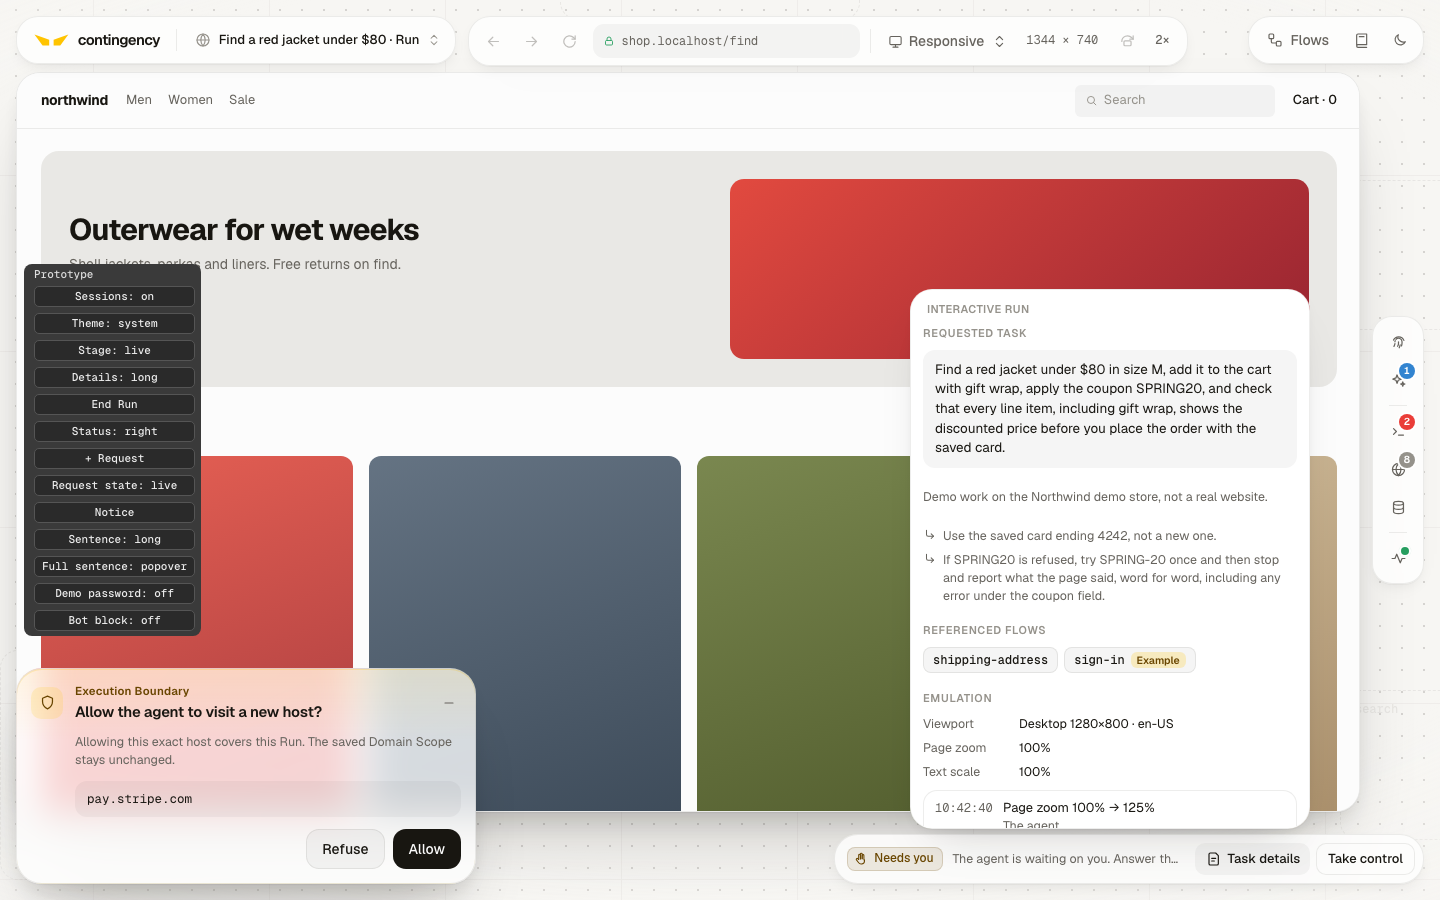 contingency
Find a red jacket under $80 · Run
shop.localhost/find
Responsive
1344 × 740
2×
Flows
northwind
Men
Women
Sale
Search
Cart · 0
Outerwear for wet weeks
Shell jackets, parkas and liners. Free returns on find.
Prototype
Sessions: on
Theme: system
Stage: live
Details: long
End Run
Status: right
+ Request
Request state: live
Notice
Sentence: long
Full sentence: popover
Demo password: off
Bot block: off
INTERACTIVE RUN
REQUESTED TASK
Find a red jacket under $80 in size M, add it to the cart
with gift wrap, apply the coupon SPRING20, and check
that every line item, including gift wrap, shows the
discounted price before you place the order with the
saved card.
Demo work on the Northwind demo store, not a real website.
Use the saved card ending 4242, not a new one.
If SPRING20 is refused, try SPRING-20 once and then stop
and report what the page said, word for word, including any
error under the coupon field.
REFERENCED FLOWS
shipping-address
sign-in Example
EMULATION
Viewport Desktop 1280×800 · en-US
Page zoom 100%
Text scale 100%
10:42:40 Page zoom 100% → 125%
The agent
1
2
8
Execution Boundary
Allow the agent to visit a new host?
Allowing this exact host covers this Run. The saved Domain Scope
stays unchanged.
pay.stripe.com
Refuse
Allow
Needs you
The agent is waiting on you. Answer th…
Task details
Take control